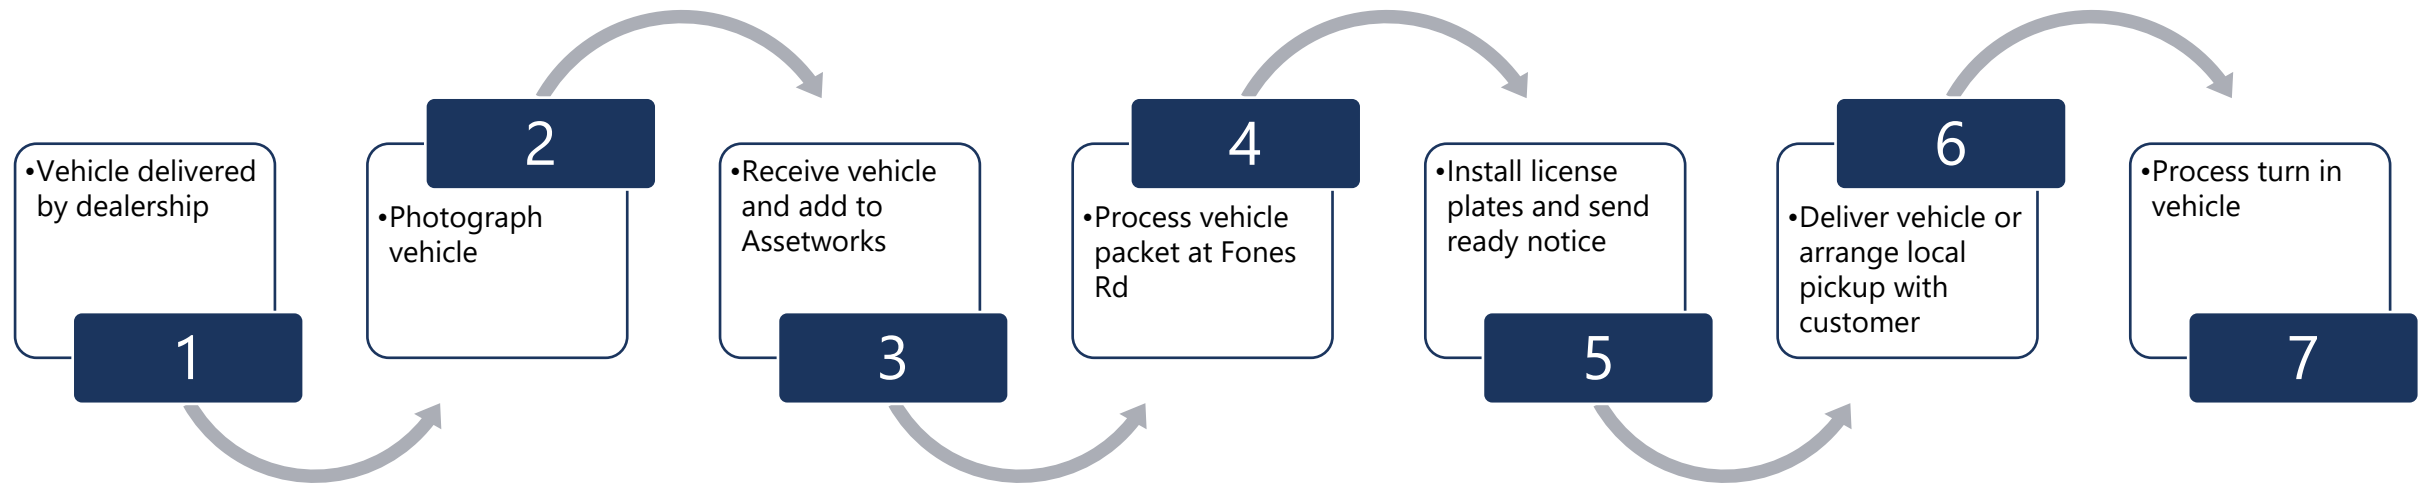 •Vehicle delivered
by dealership
1
2
•Photograph
vehicle
•Receive vehicle
and add to
Assetworks
3
4
•Process vehicle
packet at Fones
Rd
•Install license
plates and send
ready notice
5
6
•Deliver vehicle or
arrange local
pickup with
customer
•Process turn in
vehicle
7